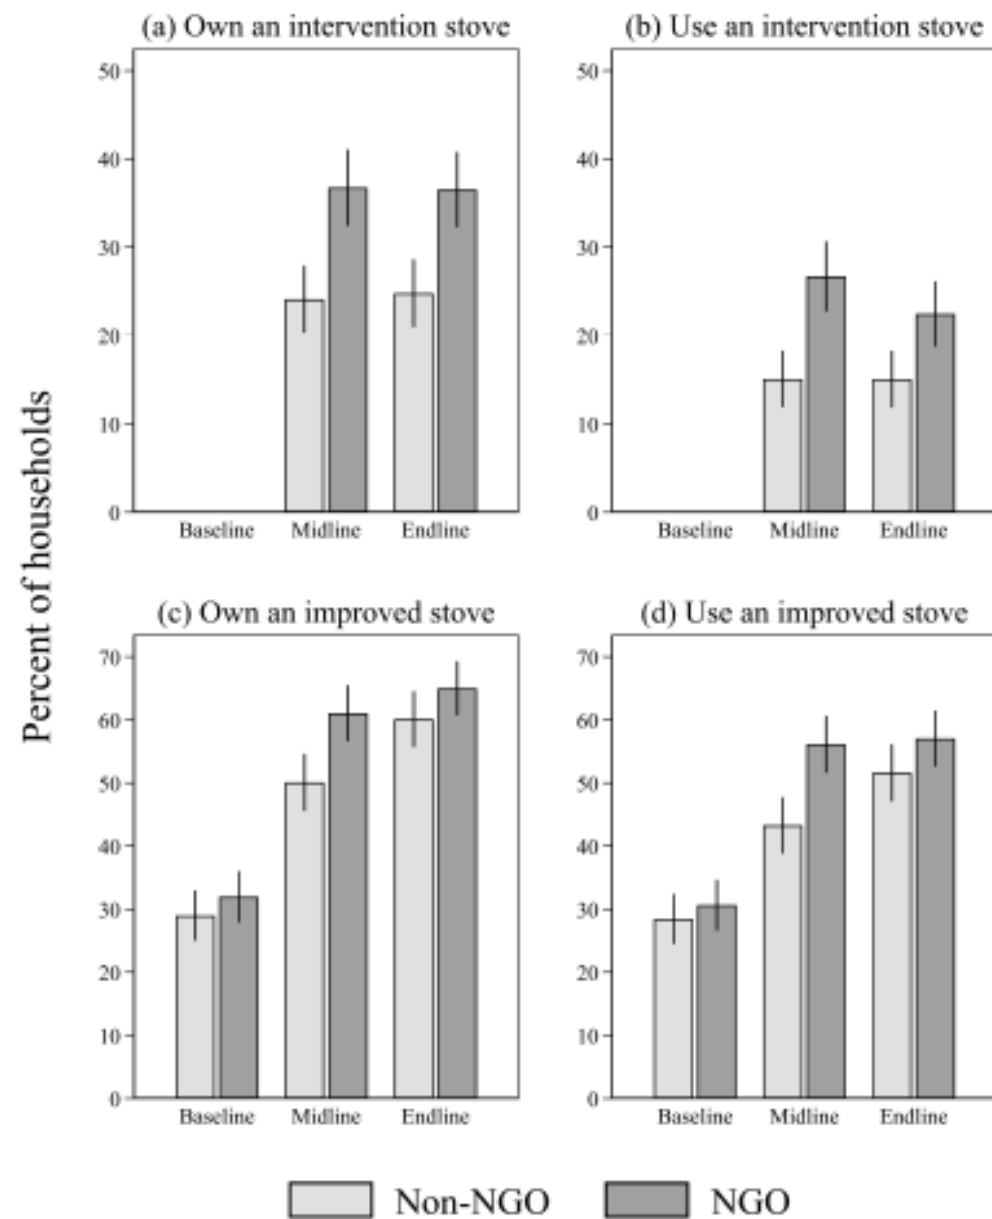 (a) Own an intervention stove
50
40
30
20
10
0
Baseline Midline Endline
(b) Use an intervention stove
50
40
30
20
10
0
Baseline Midline Endline
Percent of households
(c) Own an improved stove
70
60
50
40
30
20
10
0
Baseline Midline Endline
(d) Use an improved stove
70
60
50
40
30
20
10
0
Baseline Midline Endline
Non-NGO NGO